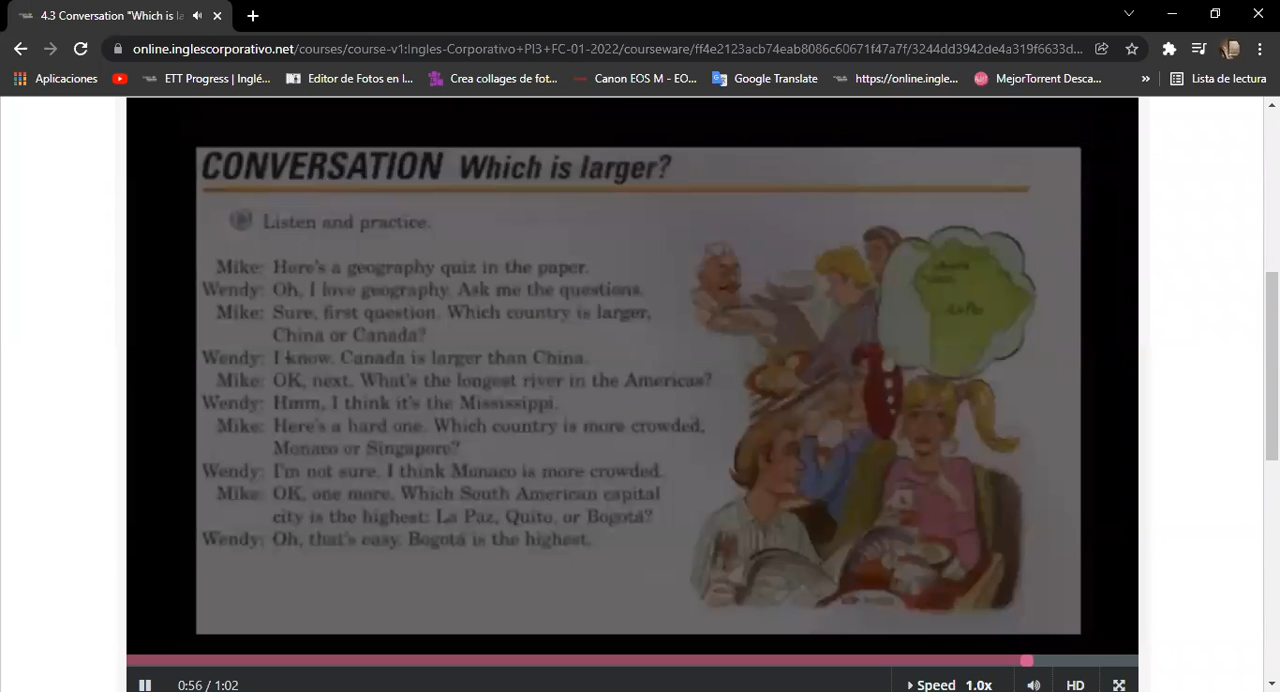 4.3 Conversation "Which is la
online.inglescorporativo.net/courses/course-v1:Ingles-Corporativo+PI3+FC-01-2022/courseware/ff4e2123acb74eab8086c60671f47a7f/3244dd3942de4a319f6633d...
Aplicaciones ETT Progress | Inglé... Editor de Fotos en l... Crea collages de fot... Canon EOS M - EO... Google Translate https://online.ingle... MejorTorrent Desca... » Lista de lectura
CONVERSATION Which is larger?
Listen and practice.
Mike: Here's a geography quiz in the paper.
Wendy: Oh, I love geography. Ask me the questions.
Mike: Sure, first question. Which country is larger,
China or Canada?
Wendy: I know. Canada is larger than China.
Mike: OK, next. What's the longest river in the Americas?
Wendy: Hmm, I think it's the Mississippi.
Mike: Here's a hard one. Which country is more crowded,
Monaco or Singapore?
Wendy: I'm not sure. I think Monaco is more crowded.
Mike: OK, one more. Which South American capital
city is the highest: La Paz, Quito, or Bogotá?
Wendy: Oh, that's easy. Bogotá is the highest.
0:56 / 1:02 Speed 1.0x HD